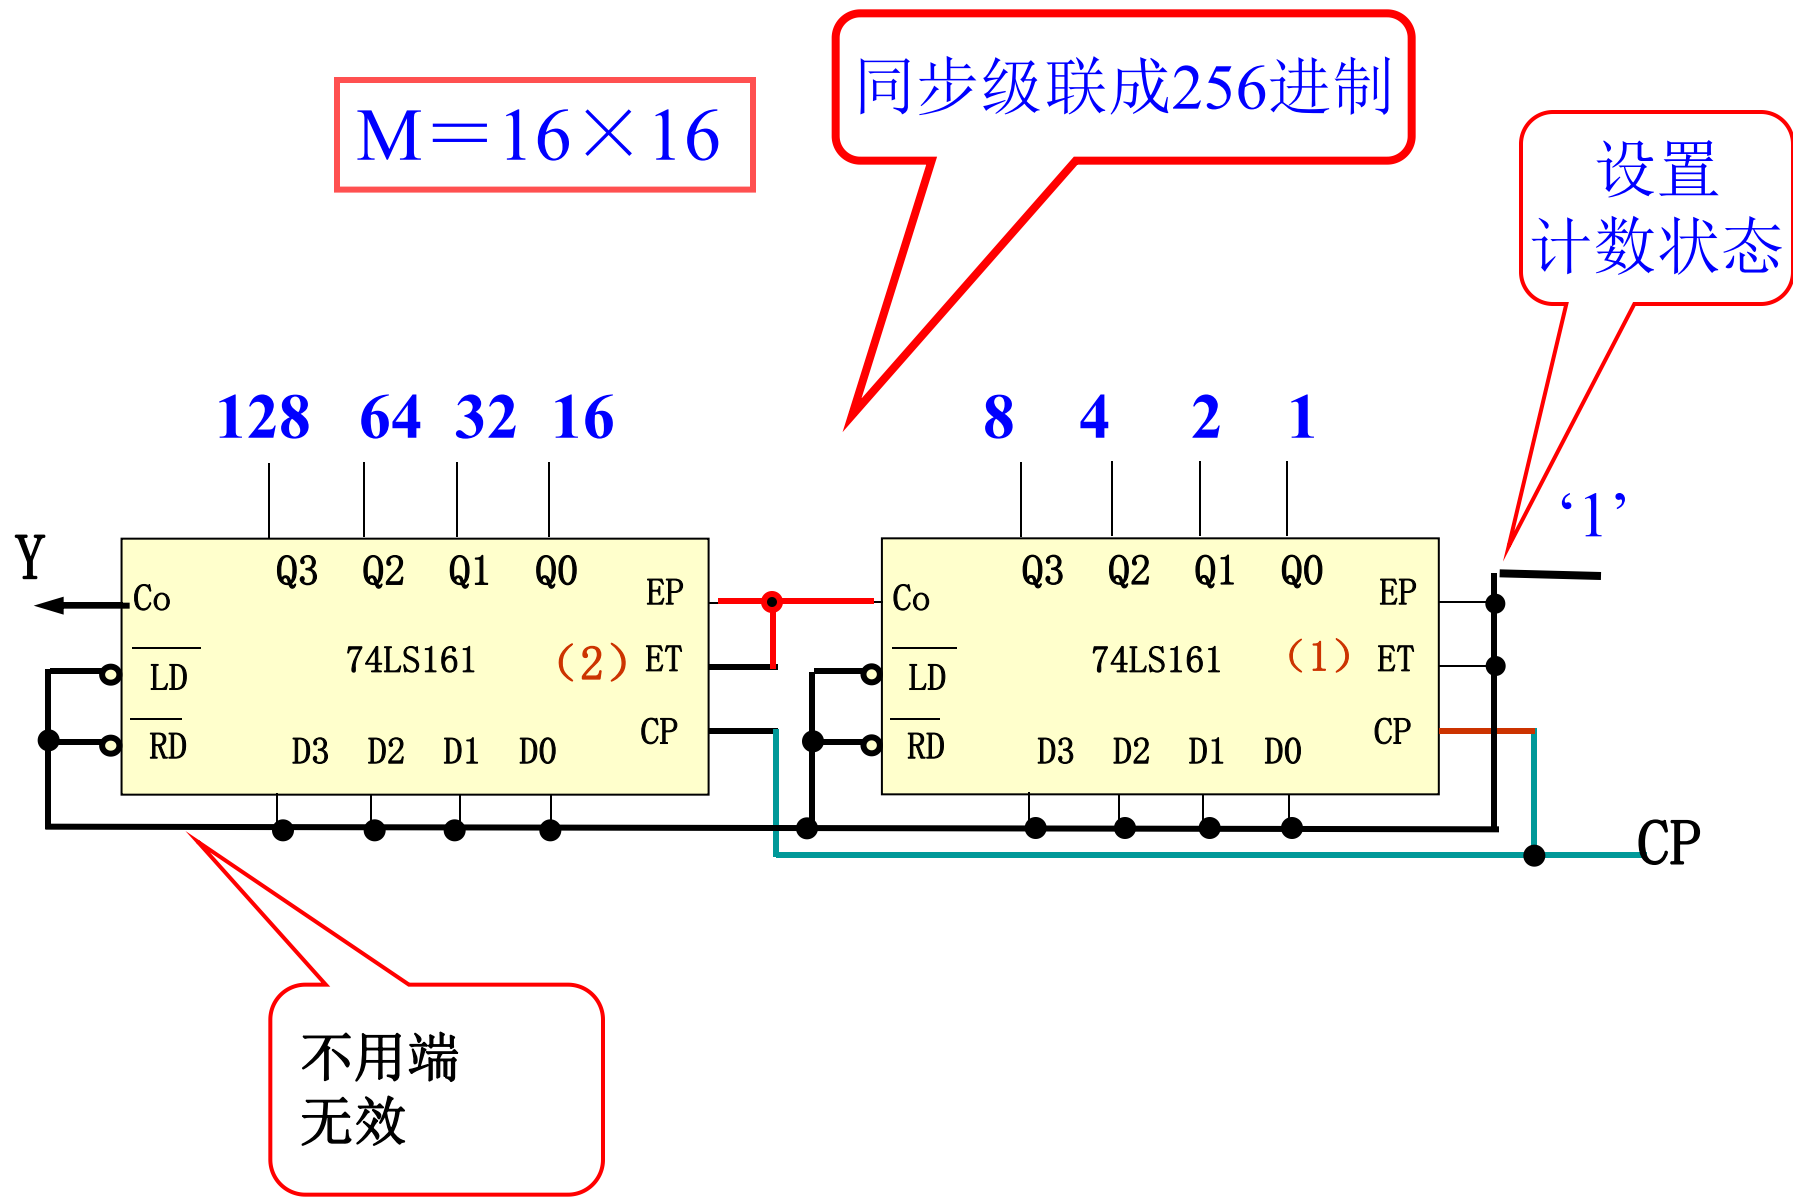 同步级联成256进制
M＝16×16
设置
计数状态
128 64 32 16 8 4 2 1
‘1’
Y
Q3 Q2 Q1 Q0 Q3 Q2 Q1 Q0
Co EP Co EP
LD 74LS161 (2) ET LD 74LS161 (1) ET
RD CP RD CP
D3 D2 D1 D0 D3 D2 D1 D0
CP
不用端
无效